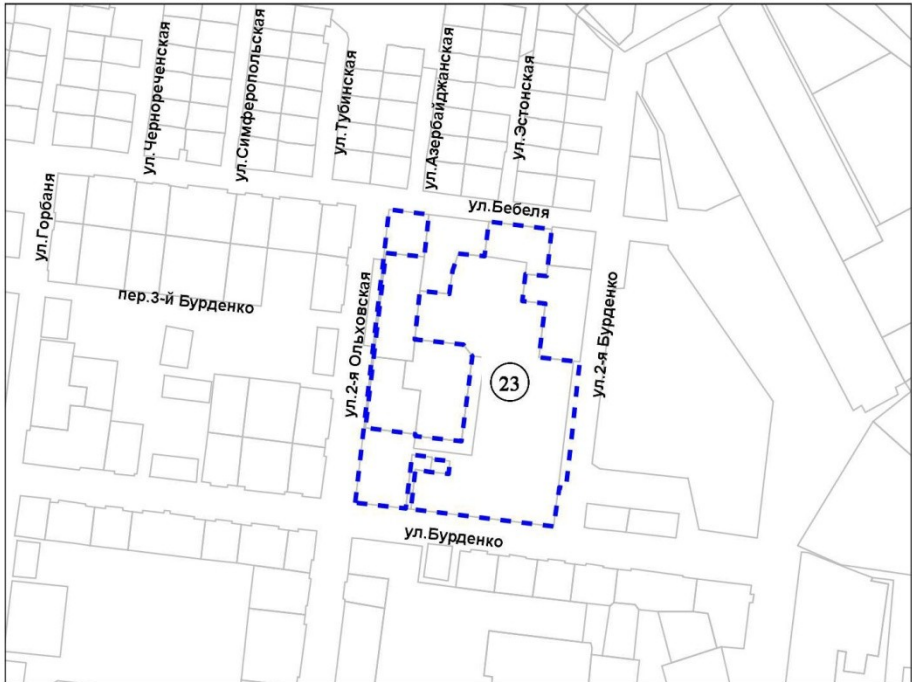 ул.Чернореченская
ул.Симферопольская
ул.Тубинская
ул.Азербайджанская
ул.Эстонская
ул.Горбаня
ул.Бебеля
пер.3-й Бурденко
ул.2-я Ольховская
ул.2-я Бурденко
23
ул.Бурденко